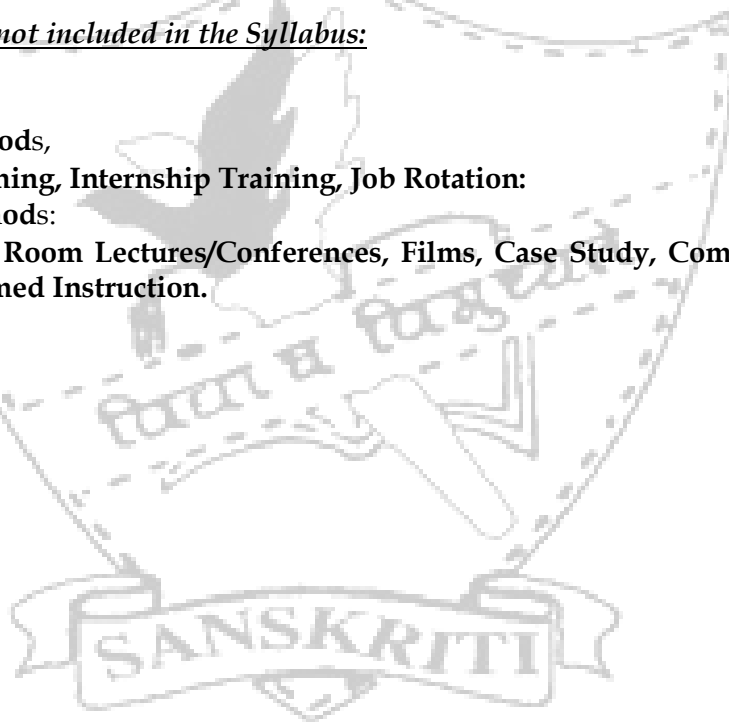 not included in the Syllabus:
ods,
ning, Internship Training, Job Rotation:
ods:
Room Lectures/Conferences, Films, Case Study, Com
med Instruction.
SANSKRITI